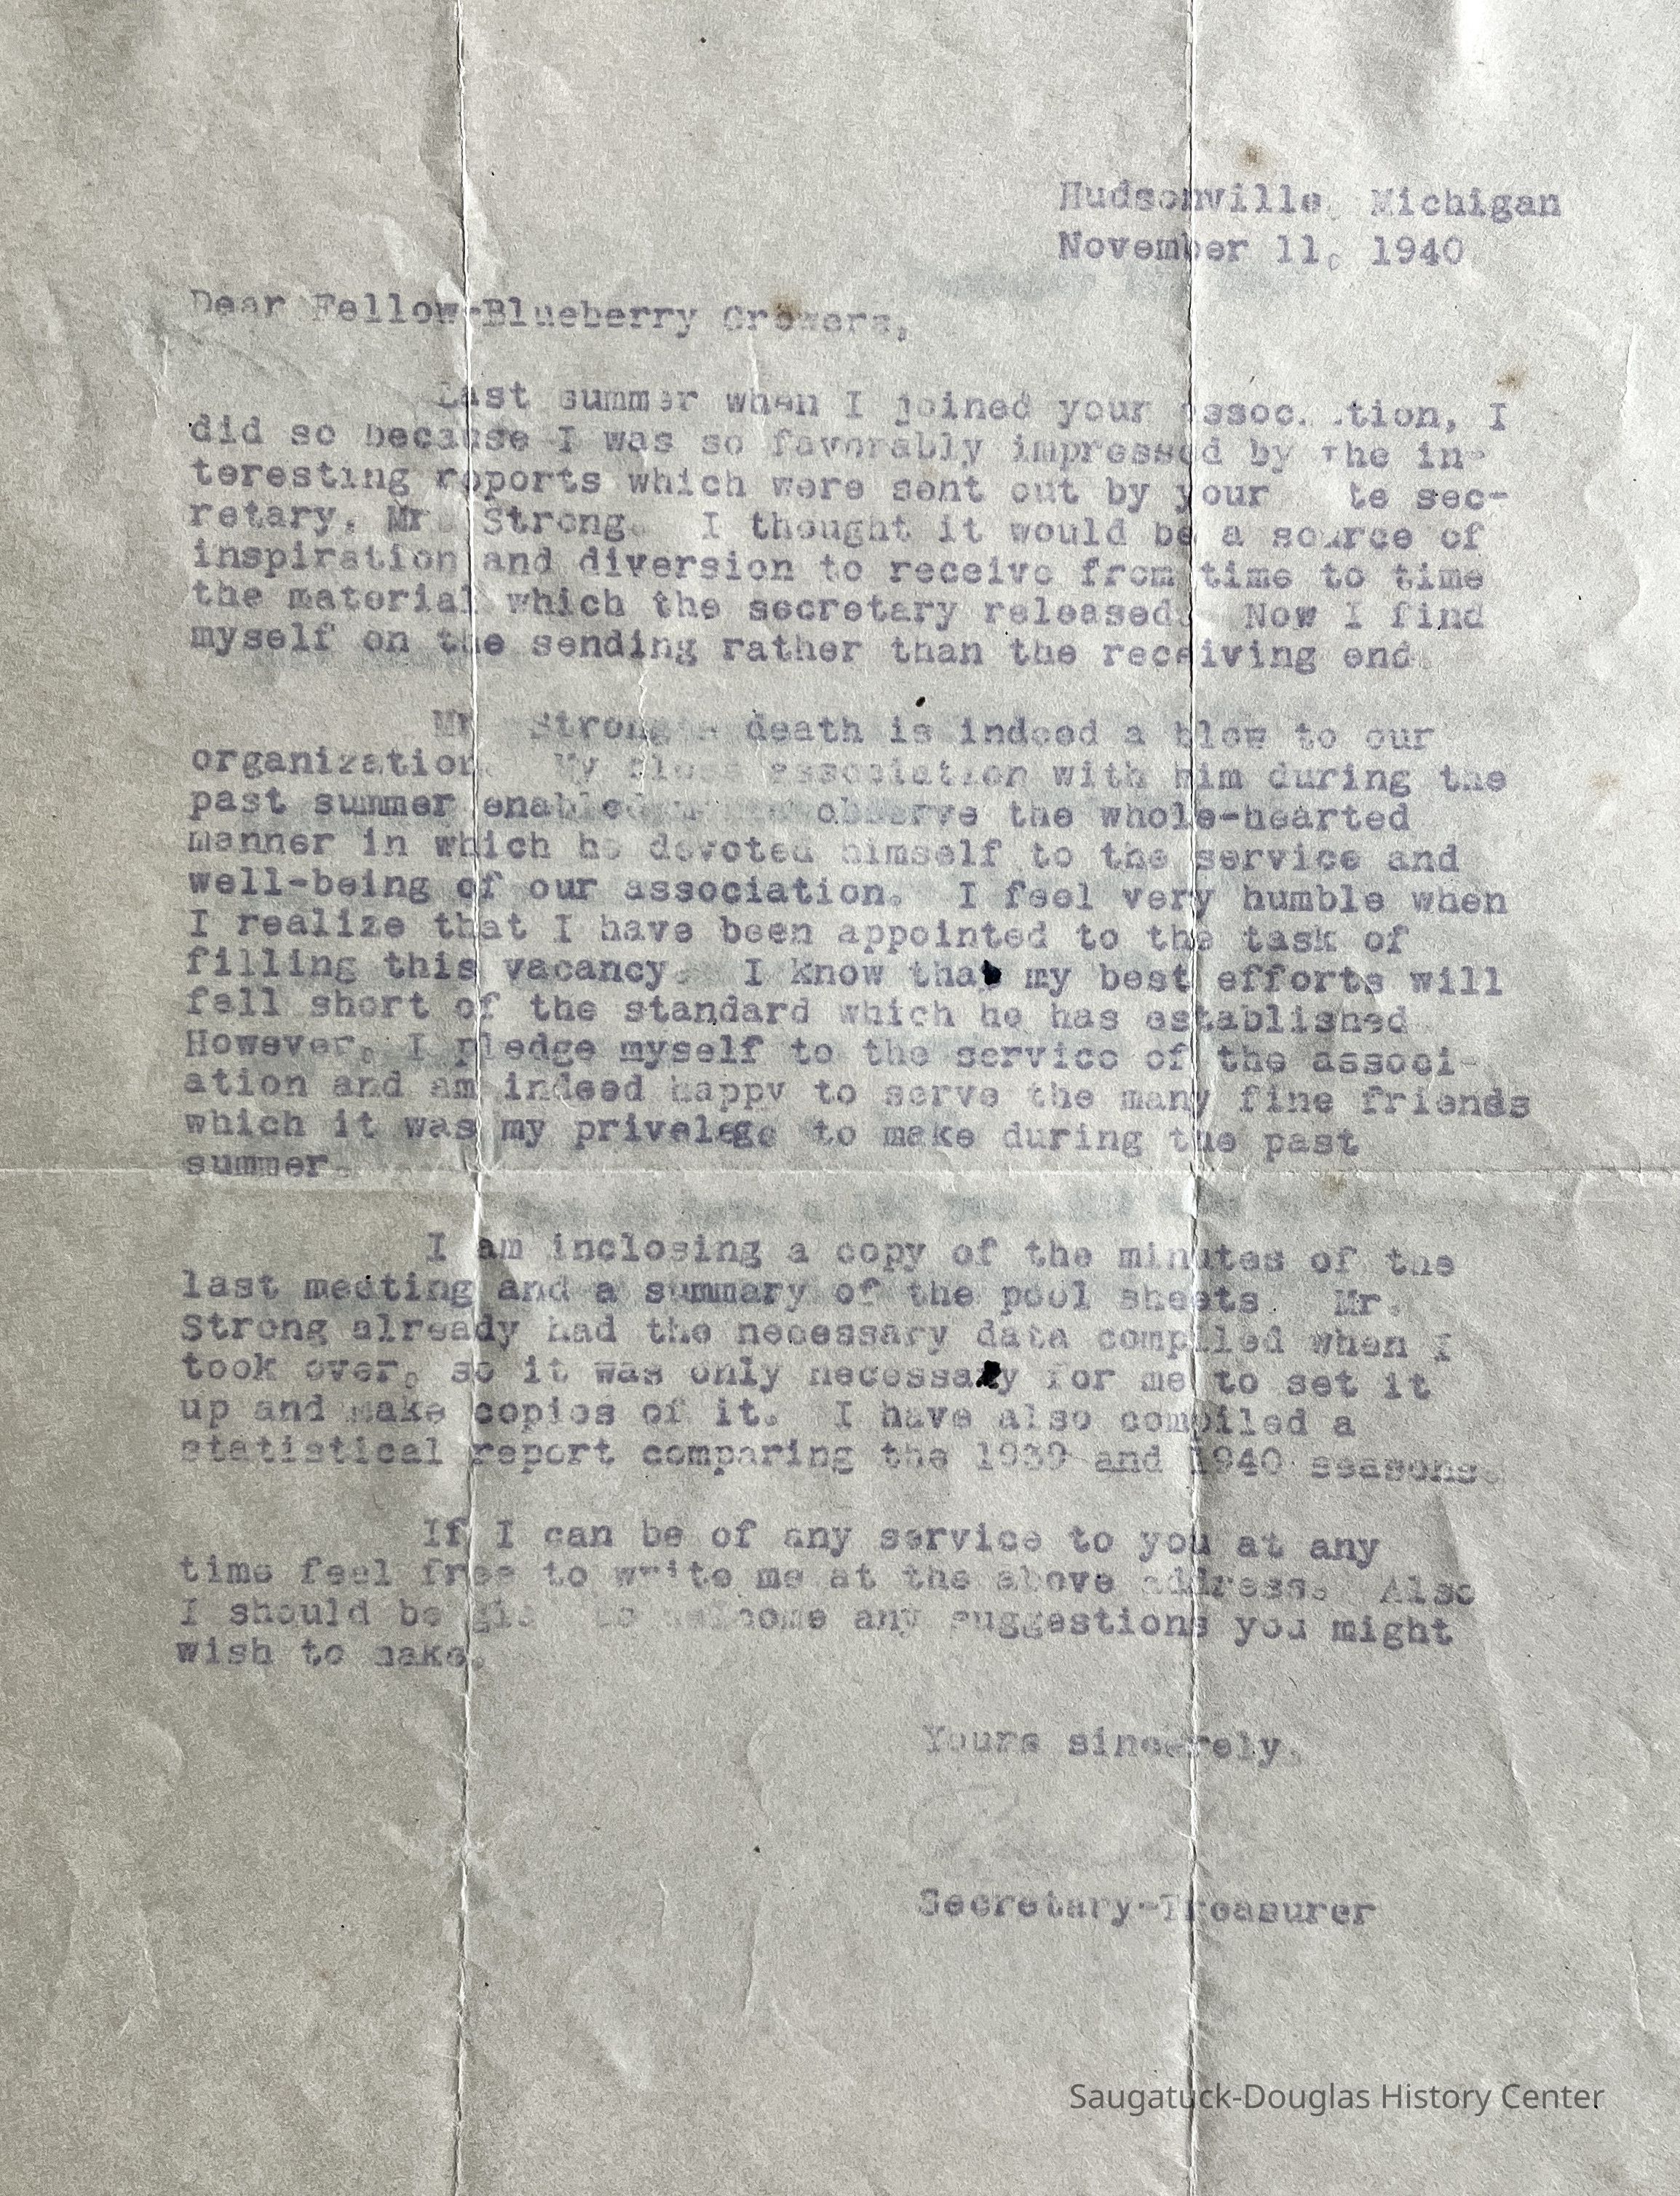 Hudsonville, Michigan
November 11, 1940
Dear Fellow-Blueberry Growers,
Last summer when I joined your association, I
did so because I was so favorably impressed by the in-
teresting reports which were sent out by your te sec-
retary, Mr. Strong. I thought it would be a source of
inspiration and diversion to receive from time to time
the material which the secretary released. Now I find
myself on the sending rather than the receiving end.
Mr. Strong's death is indeed a blow to our
organization. My close association with him during the
past summer enabled observe the whole-hearted
manner in which he devoted himself to the service and
well-being of our association. I feel very humble when
I realize that I have been appointed to the task of
filling this vacancy. I know that my best efforts will
fall short of the standard which he has established
However, I pledge myself to the service of the associ-
ation and am indeed happy to serve the many fine friends
which it was my privelege to make during the past
summer.
I am inclosing a copy of the minutes of the
last meeting and a summary of the pool sheets Mr.
Strong already had the necessary data compiled when I
took over, so it was only necessary for me to set it
up and make copies of it. I have also compiled a
statistical report comparing the 1939 and 1940 seasons.
If I can be of any service to you at any
time feel free to write me at the above address. Also
I should be glad to welcome any suggestions you might
wish to make.
Yours sincerely,
Secretary-Treasurer
Saugatuck-Douglas History Center